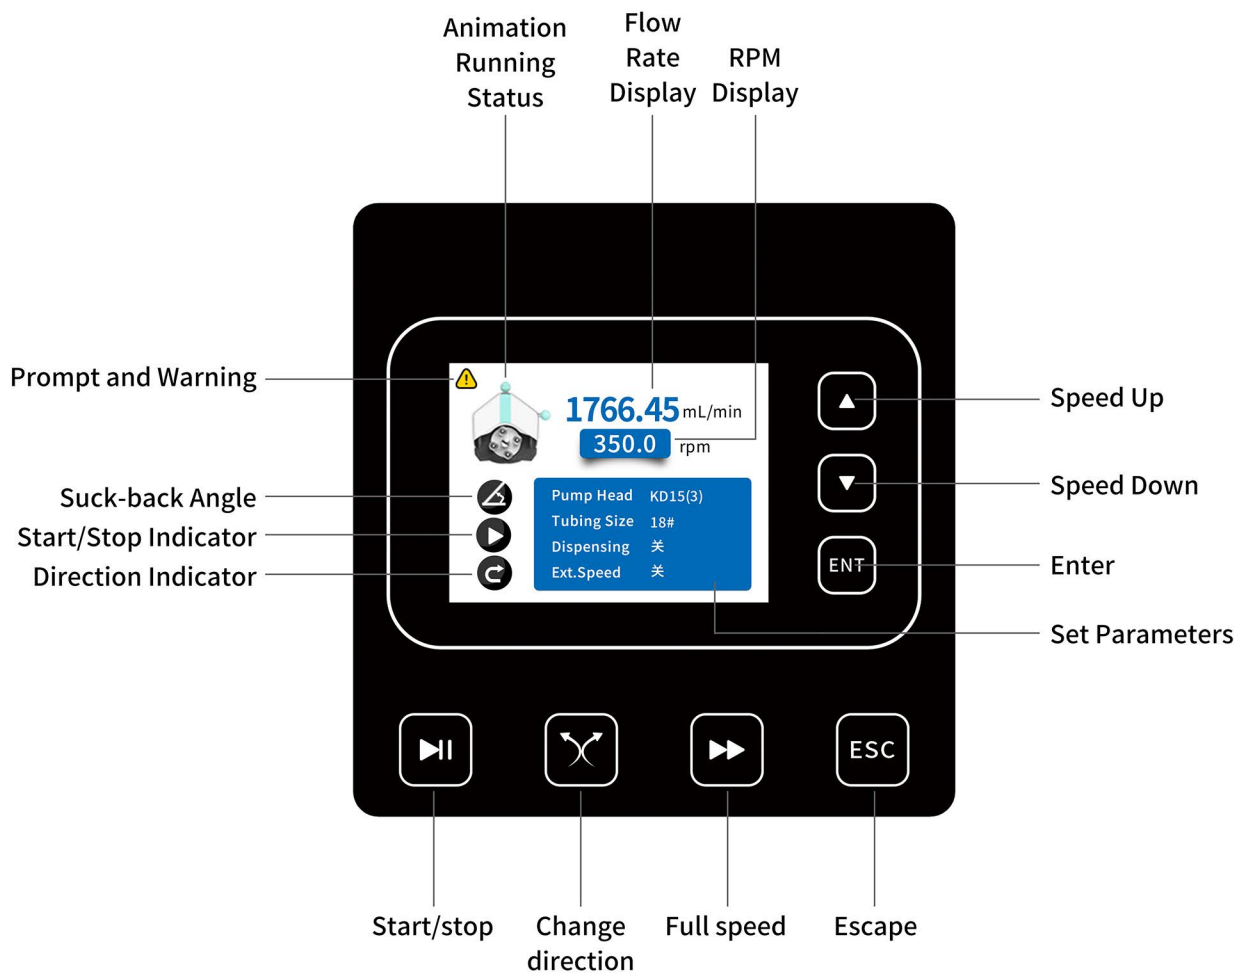 Animation
Running
Status
Flow
Rate
Display
RPM
Display
Prompt and Warning
Suck-back Angle
Start/Stop Indicator
Direction Indicator
1766.45 mL/min
350.0 rpm
Pump Head KD15(3)
Tubing Size 18#
Dispensing 关
Ext.Speed 关
ENT
Speed Up
Speed Down
Enter
Set Parameters
ESC
Start/stop
Change
direction
Full speed
Escape